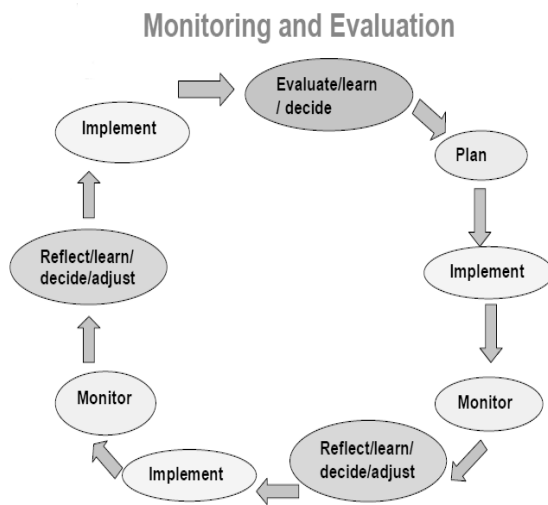 Monitoring and Evaluation
Evaluate/learn
/ decide
Plan
Implement
Monitor
Reflect/learn/
decide/adjust
Implement
Monitor
Reflect/learn/
decide/adjust
Implement